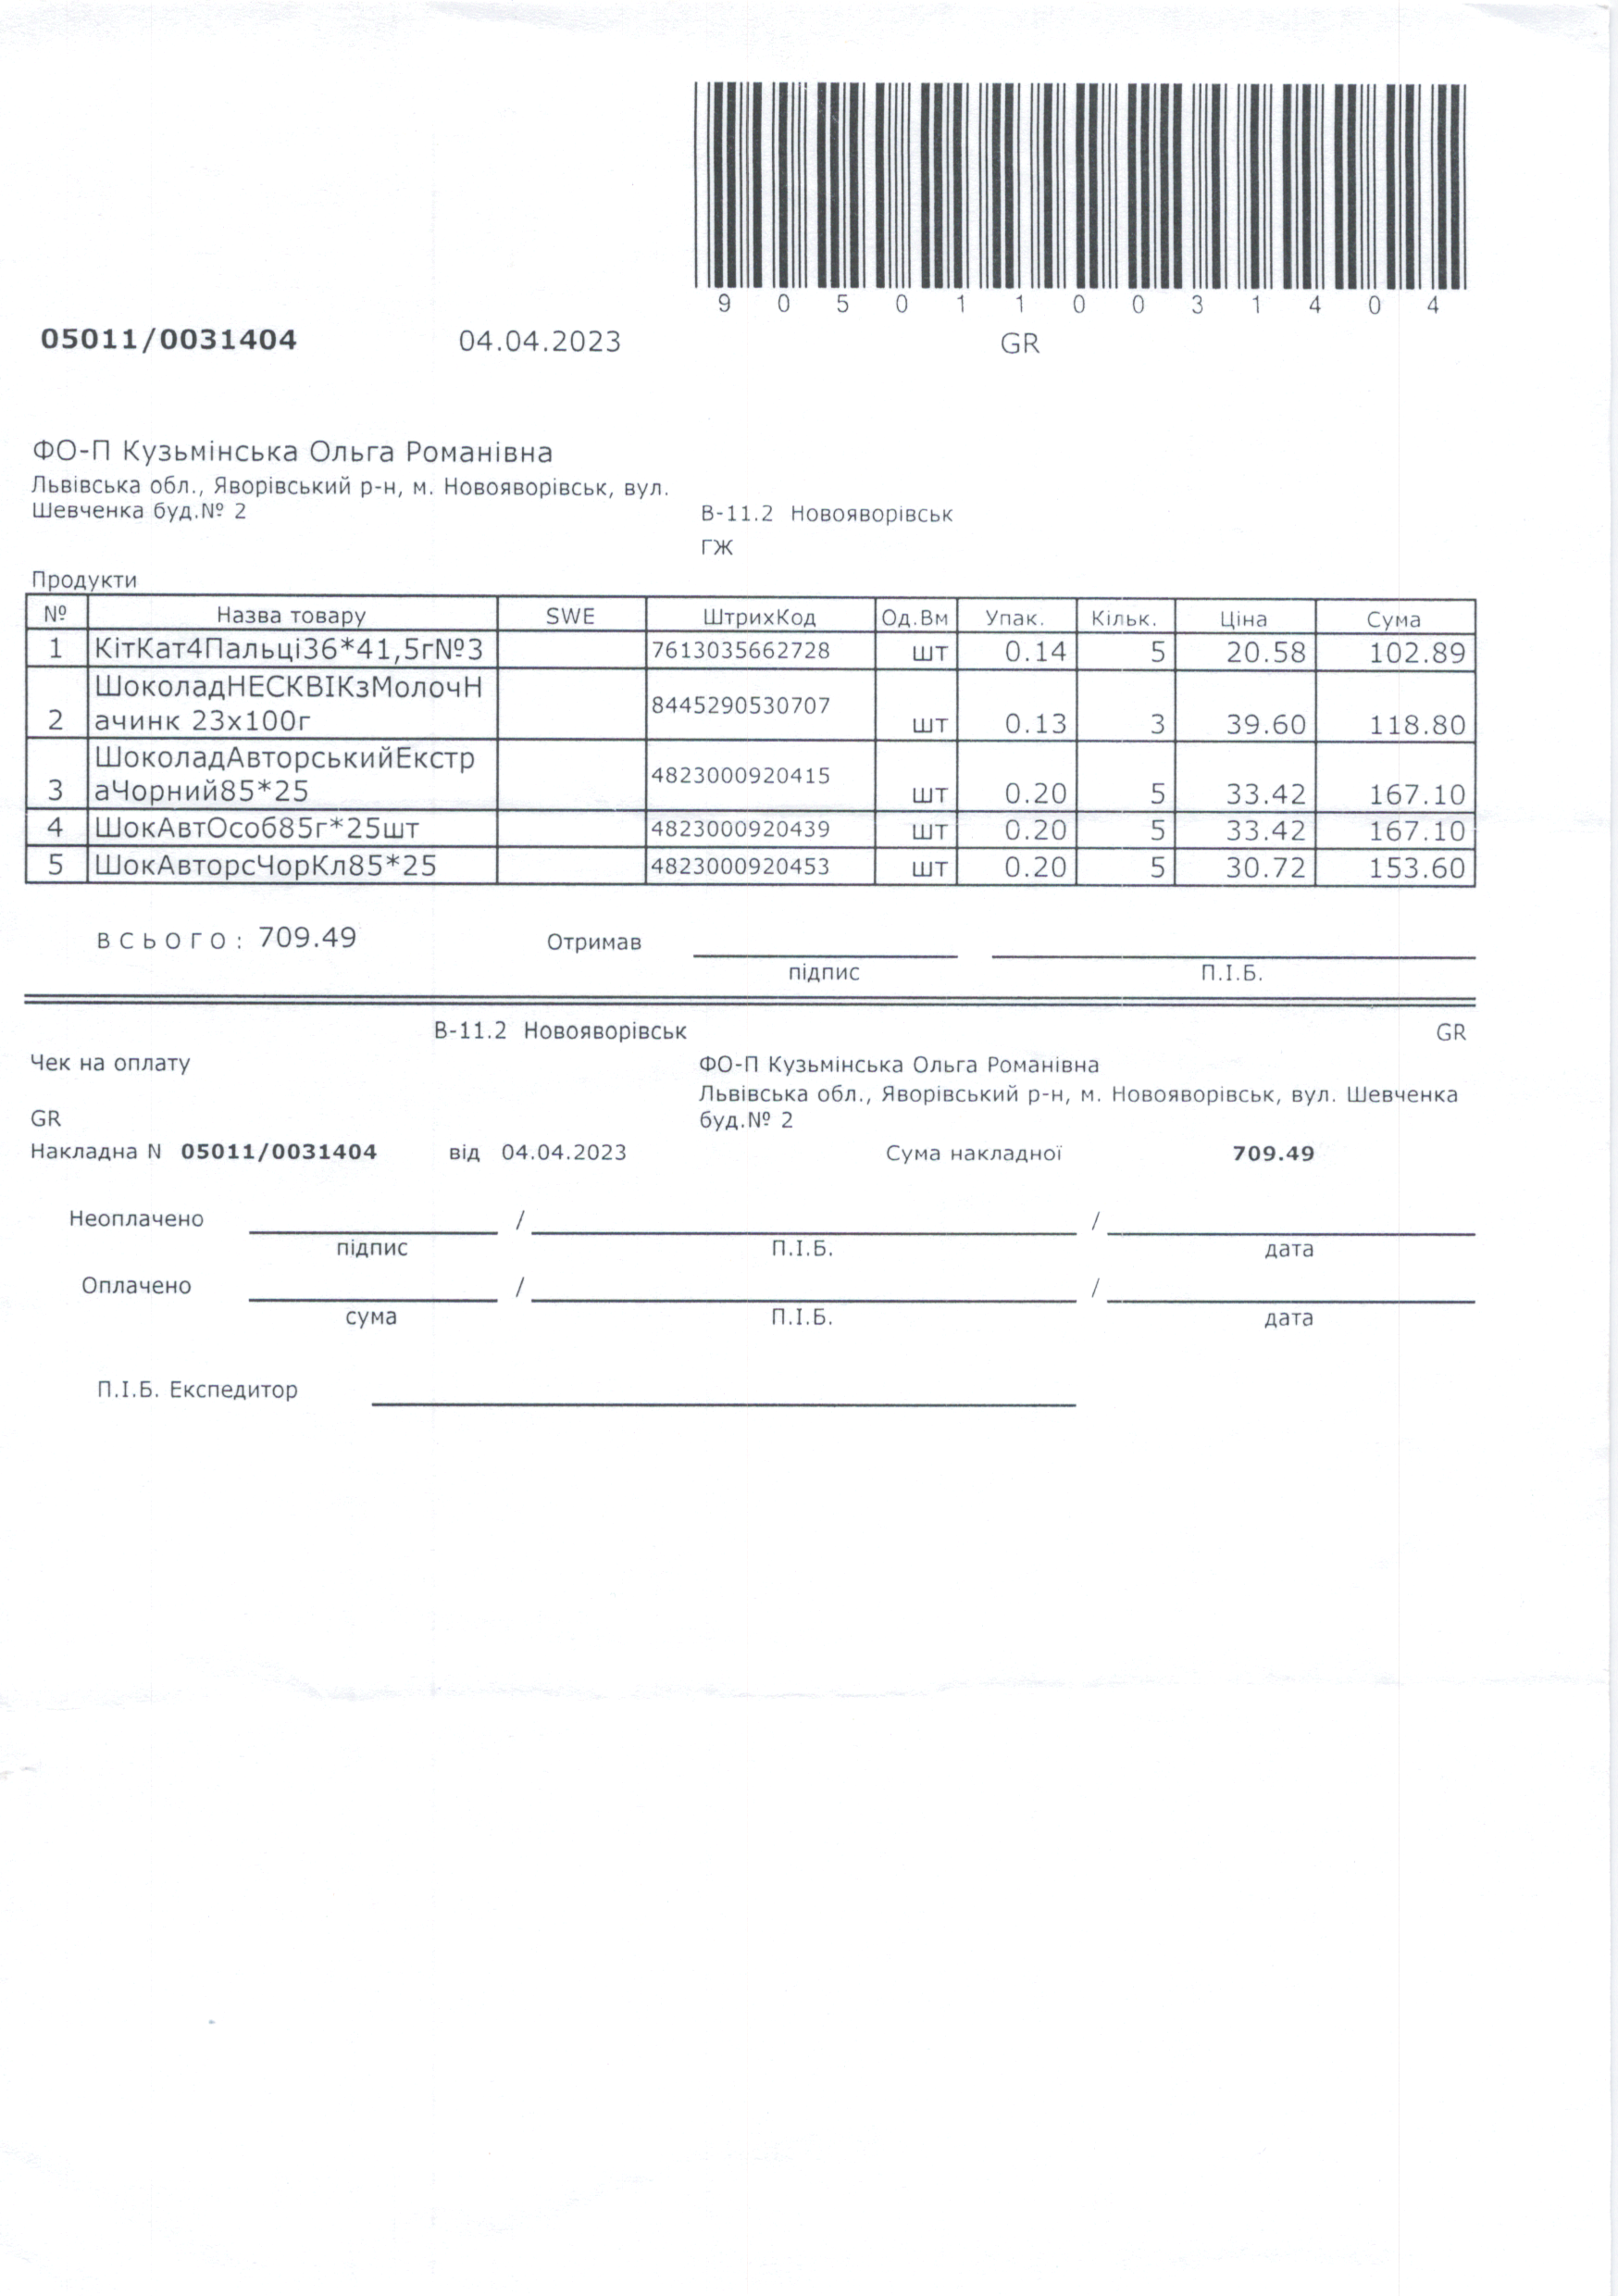 9 0 5 0 1 1 0 0 3 1 4 0 4
05011/0031404 04.04.2023 GR
ФО-П Кузьмінська Ольга Романівна
Львівська обл., Яворівський р-н, м. Новояворівськ, вул.
Шевченка буд.№ 2
В-11.2 Новояворівськ
ГЖ
Продукти
№ Назва товару SWE ШтрихКод Од.Вм Упак. Кільк. Ціна Сума
1 КітКат4Пальці36*41,5г№3 7613035662728 шт 0.14 5 20.58 102.89
ШоколадНЕСКВІКзМолочН
2 ачинк 23х100г 8445290530707 шт 0.13 3 39.60 118.80
ШоколадАвторськийЕкстр
3 аЧорний85*25 4823000920415 шт 0.20 5 33.42 167.10
4 ШокАвтОсоб85г*25шт 4823000920439 шт 0.20 5 33.42 167.10
5 ШокАвторсЧорКл85*25 4823000920453 шт 0.20 5 30.72 153.60
ВСЬОГО: 709.49 Отримав
підпис П.І.Б.
В-11.2 Новояворівськ GR
Чек на оплату ФО-П Кузьмінська Ольга Романівна
Львівська обл., Яворівський р-н, м. Новояворівськ, вул. Шевченка
GR буд.№ 2
Накладна N 05011/0031404 від 04.04.2023 Сума накладної 709.49
Неоплачено / /
підпис П.І.Б. дата
Оплачено / /
сума П.І.Б. дата
П.І.Б. Експедитор